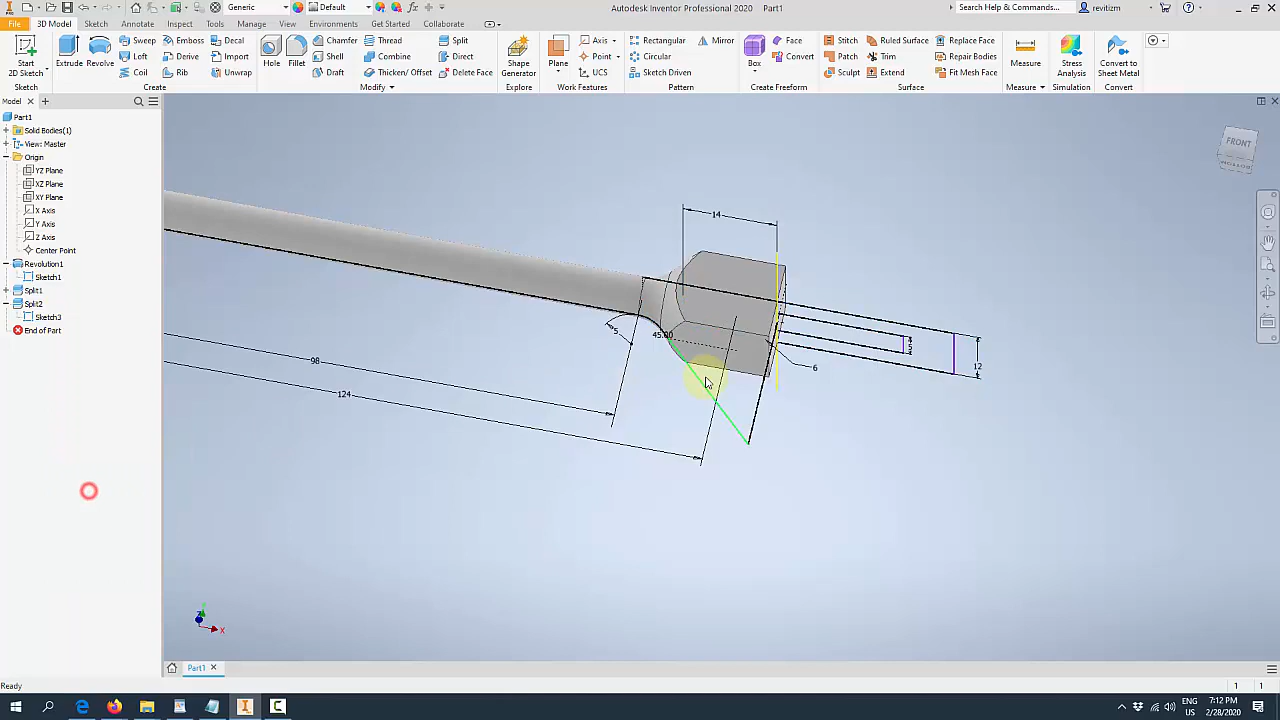 Generic
Default
Autodesk Inventor Professional 2020 Part1
Search Help & Commands...
revitizm
File
3D Model
Sketch
Annotate
Inspect
Tools
Manage
View
Environments
Get Started
Collaborate
Start
2D Sketch
Extrude
Revolve
Sweep
Loft
Coil
Emboss
Derive
Rib
Decal
Import
Unwrap
Hole
Fillet
Chamfer
Shell
Draft
Thread
Combine
Thicken/ Offset
Split
Direct
Delete Face
Shape
Generator
Plane
Axis
Point
UCS
Rectangular
Circular
Sketch Driven
Mirror
Box
Face
Convert
Stitch
Patch
Sculpt
Ruled Surface
Trim
Extend
Replace Face
Repair Bodies
Fit Mesh Face
Measure
Stress
Analysis
Convert to
Sheet Metal
Sketch
Create
Modify
Explore
Work Features
Pattern
Create Freeform
Surface
Measure
Simulation
Convert
Model
Part1
Solid Bodies(1)
View: Master
Origin
YZ Plane
XZ Plane
XY Plane
X Axis
Y Axis
Z Axis
Center Point
Revolution1
Sketch1
Split1
Split2
Sketch3
End of Part
FRONT
BOTTOM
14
5
45.00
98
124
6
5
12
Y
Z
X
Part1
Ready
1
1
ENG
US
7:12 PM
2/28/2020